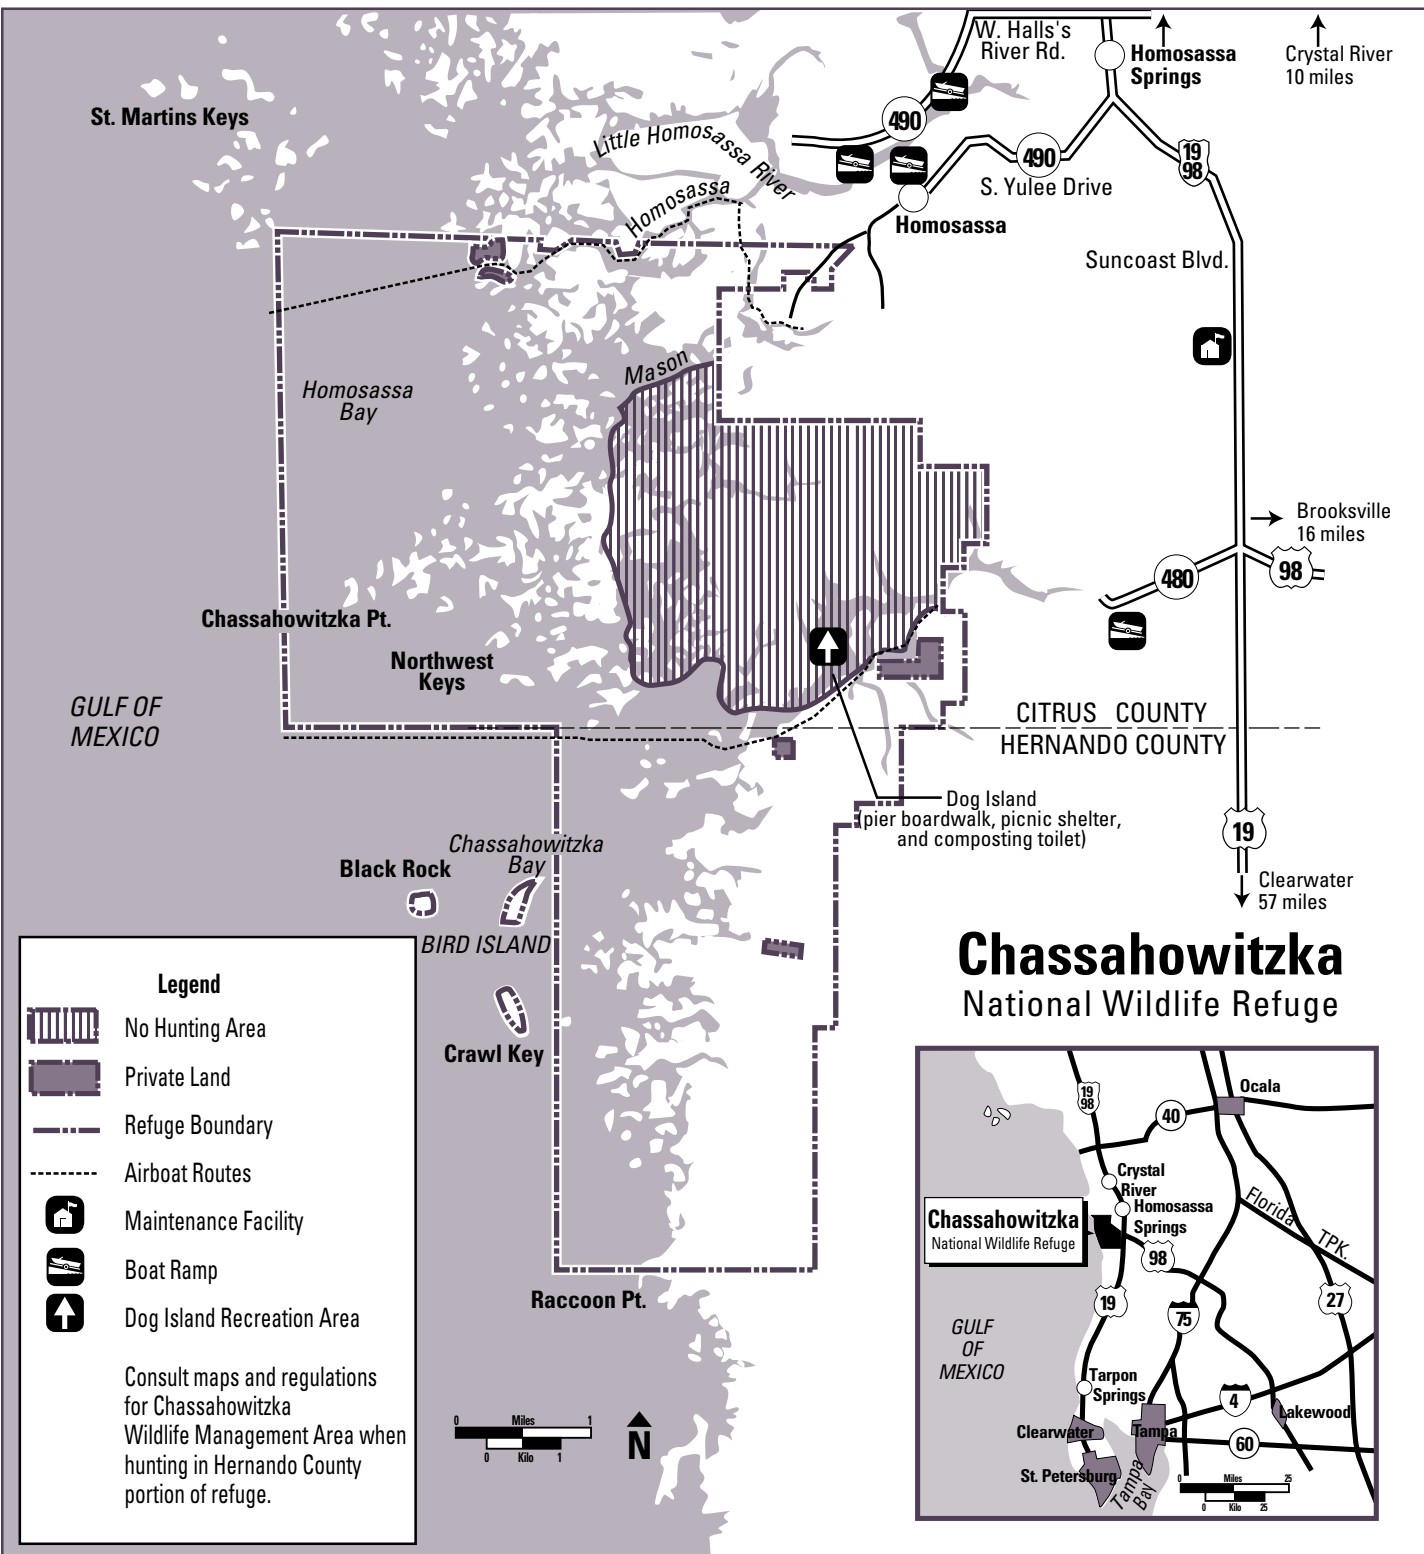 W. Halls's
River Rd.
Homosassa
Springs
Crystal River
10 miles
St. Martins Keys
490
Little Homosassa River
490
19
98
S. Yulee Drive
Homosassa
Homosassa
Suncoast Blvd.
Mason
Homosassa
Bay
Brooksville
16 miles
480
98
Chassahowitzka Pt.
Northwest
Keys
GULF OF
MEXICO
CITRUS COUNTY
HERNANDO COUNTY
Dog Island
(pier boardwalk, picnic shelter,
and composting toilet)
19
Chassahowitzka
Bay
Black Rock
Clearwater
57 miles
BIRD ISLAND
Crawl Key
Raccoon Pt.
Chassahowitzka
National Wildlife Refuge
Legend
No Hunting Area
Private Land
Refuge Boundary
Airboat Routes
Maintenance Facility
Boat Ramp
Dog Island Recreation Area
Consult maps and regulations
for Chassahowitzka
Wildlife Management Area when
hunting in Hernando County
portion of refuge.
0 Miles 1
0 Kilo 1
N
Ocala
19
98
40
Crystal
River
Homosassa
Springs
Florida
TPK.
Chassahowitzka
National Wildlife Refuge
98
19
75
27
GULF
OF
MEXICO
Tarpon
Springs
4
Lakewood
Clearwater
Tampa
60
St. Petersburg
Tampa
Bay
0 Miles 25
0 Kilo 25